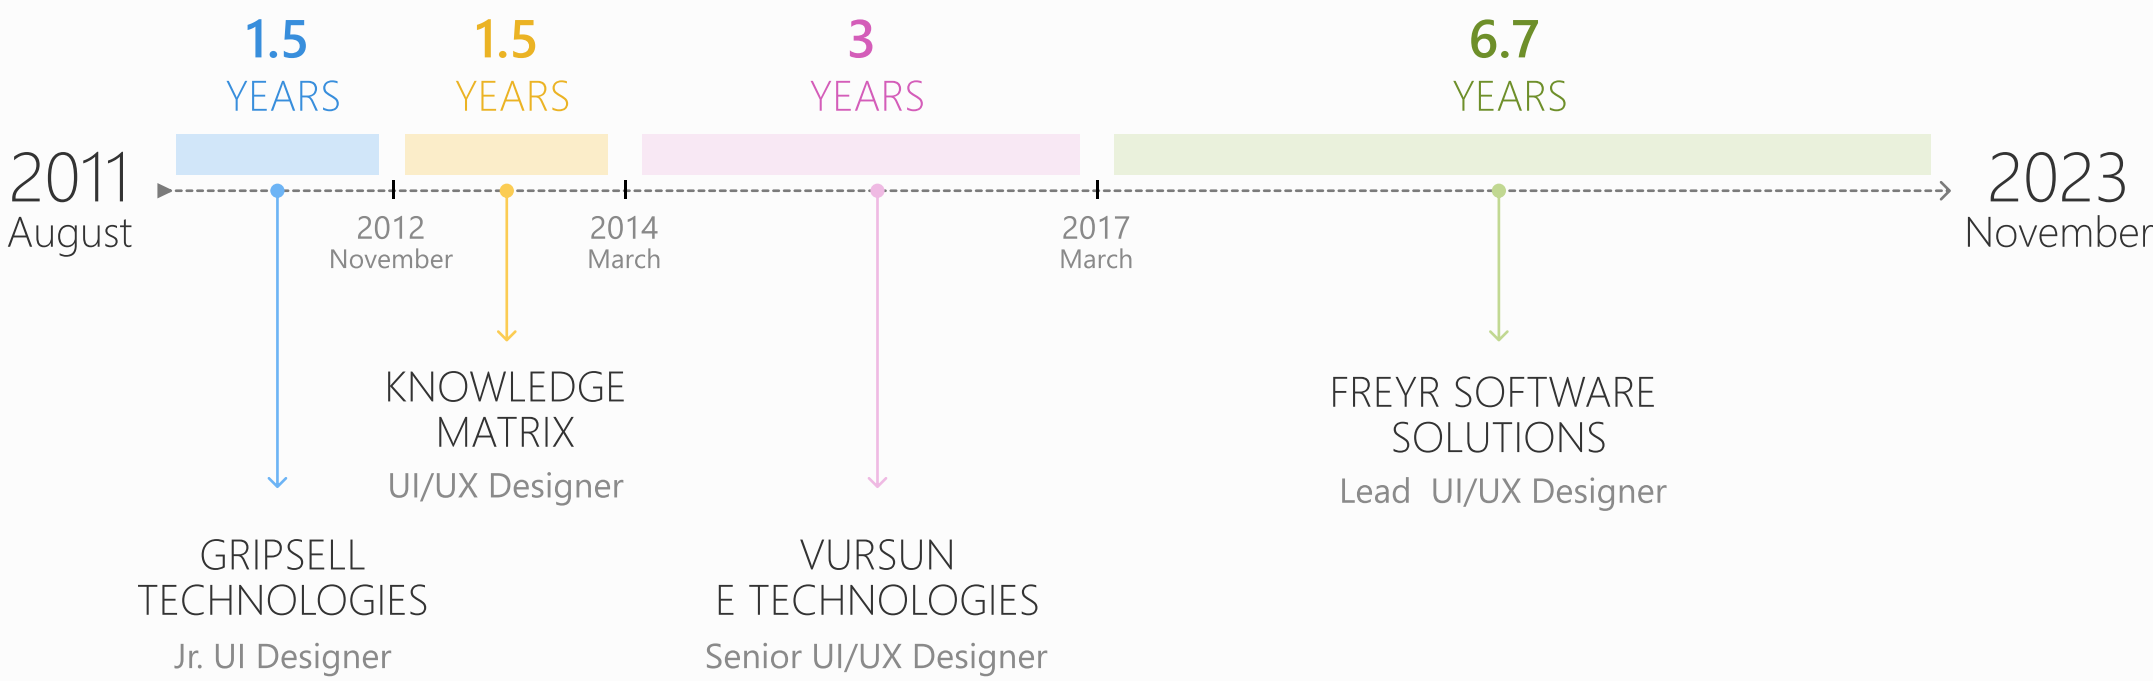 1.5
YEARS
1.5
YEARS
3
YEARS
6.7
YEARS
2011
August
2012
November
2014
March
2017
March
2023
November
KNOWLEDGE
MATRIX
UI/UX Designer
FREYR SOFTWARE
SOLUTIONS
Lead  UI/UX Designer
GRIPSELL
TECHNOLOGIES
Jr. UI Designer
VURSUN
E TECHNOLOGIES
Senior UI/UX Designer